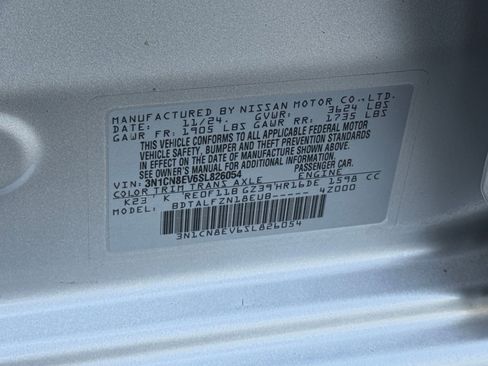 MANUFACTURED BY NISSAN MOTOR CO.,LTD.
DATE: 11/24. GVWR: 3624 LBS
GAWR FR: 1905 LBS GAWR RR: 1735 LBS
THIS VEHICLE CONFORMS TO ALL APPLICABLE FEDERAL MOTOR
VEHICLE SAFETY, BUMPER AND THEFT PREVENTION STANDARDS
IN EFFECT ON THE DATE OF MANUFACTURE SHOWN ABOVE.
SEE OWNER'S MANUAL FOR ADDITIONAL INFORMATION.
VIN: 3N1CN8EV6SL826054 PASSENGER CAR
COLOR TRIM TRANS AXLE ENGINE
K23 K RE0F11B GZ39 HR16DE 1598 CC
BDTALFZN18EUB----- 4Z000
3N1CN8EV6SL826054